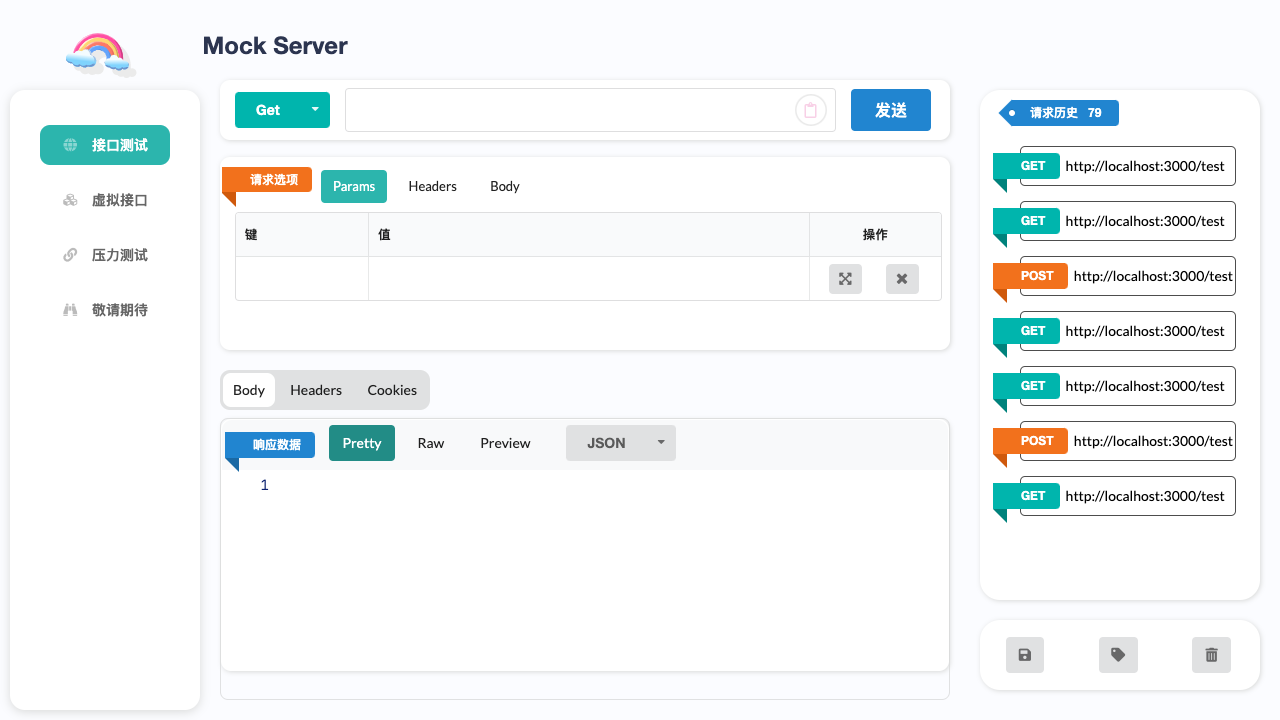 Mock Server
接口测试
虚拟接口
压力测试
敬请期待
Get
发送
请求选项 Params Headers Body
键 值 操作
Body Headers Cookies
响应数据 Pretty Raw Preview JSON
1
请求历史 79
GET http://localhost:3000/test
GET http://localhost:3000/test
POST http://localhost:3000/test
GET http://localhost:3000/test
GET http://localhost:3000/test
POST http://localhost:3000/test
GET http://localhost:3000/test